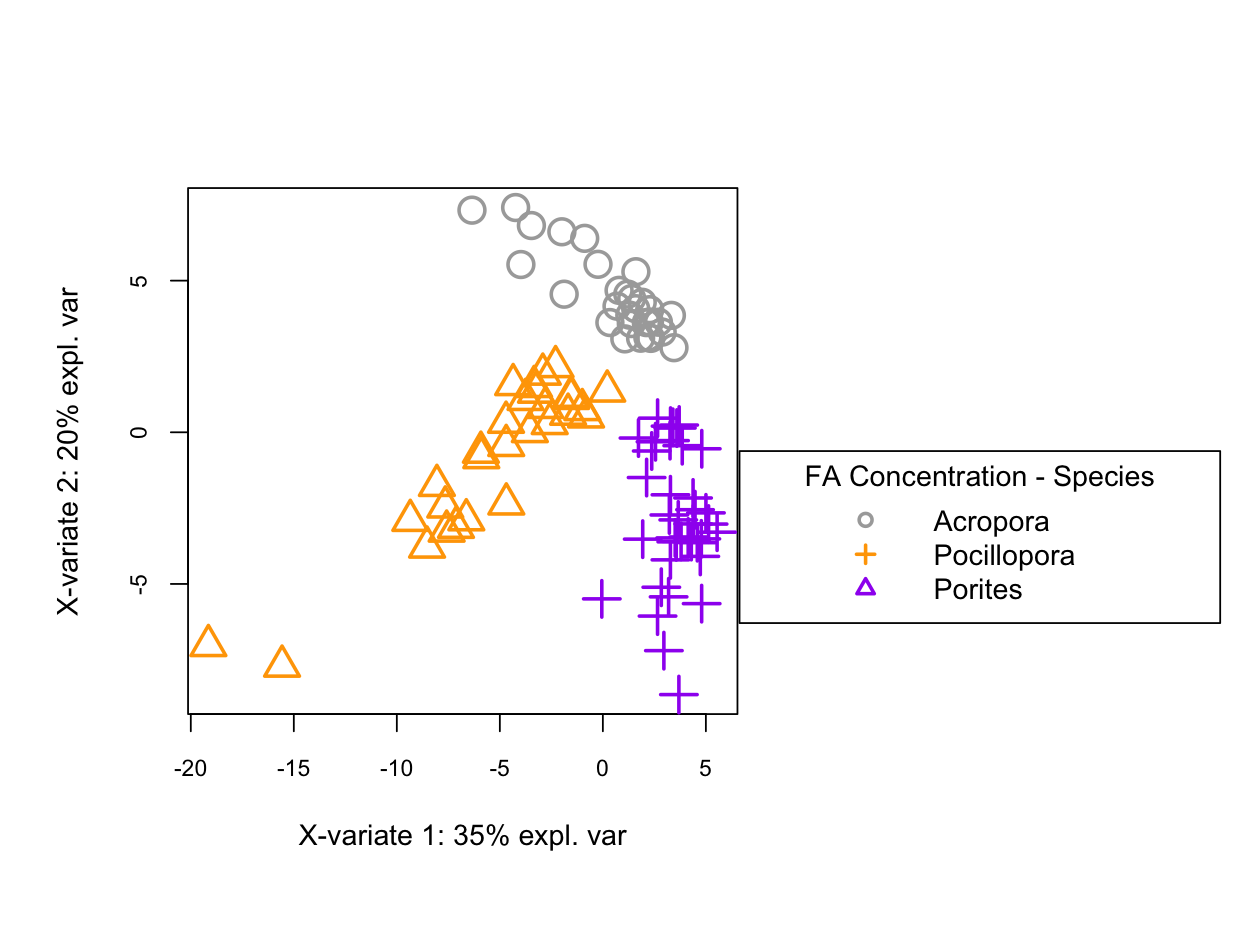 5
0
-5
X-variate 2: 20% expl. var
FA Concentration - Species
Acropora
Pocillopora
Porites
-20 -15 -10 -5 0 5
X-variate 1: 35% expl. var